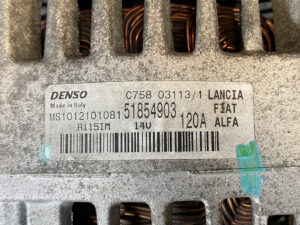 DENSO C758 03113/1 LANCIA
Made in Italy 51854903 FIAT
MS1012101081 120A ALFA
A115IM 14V